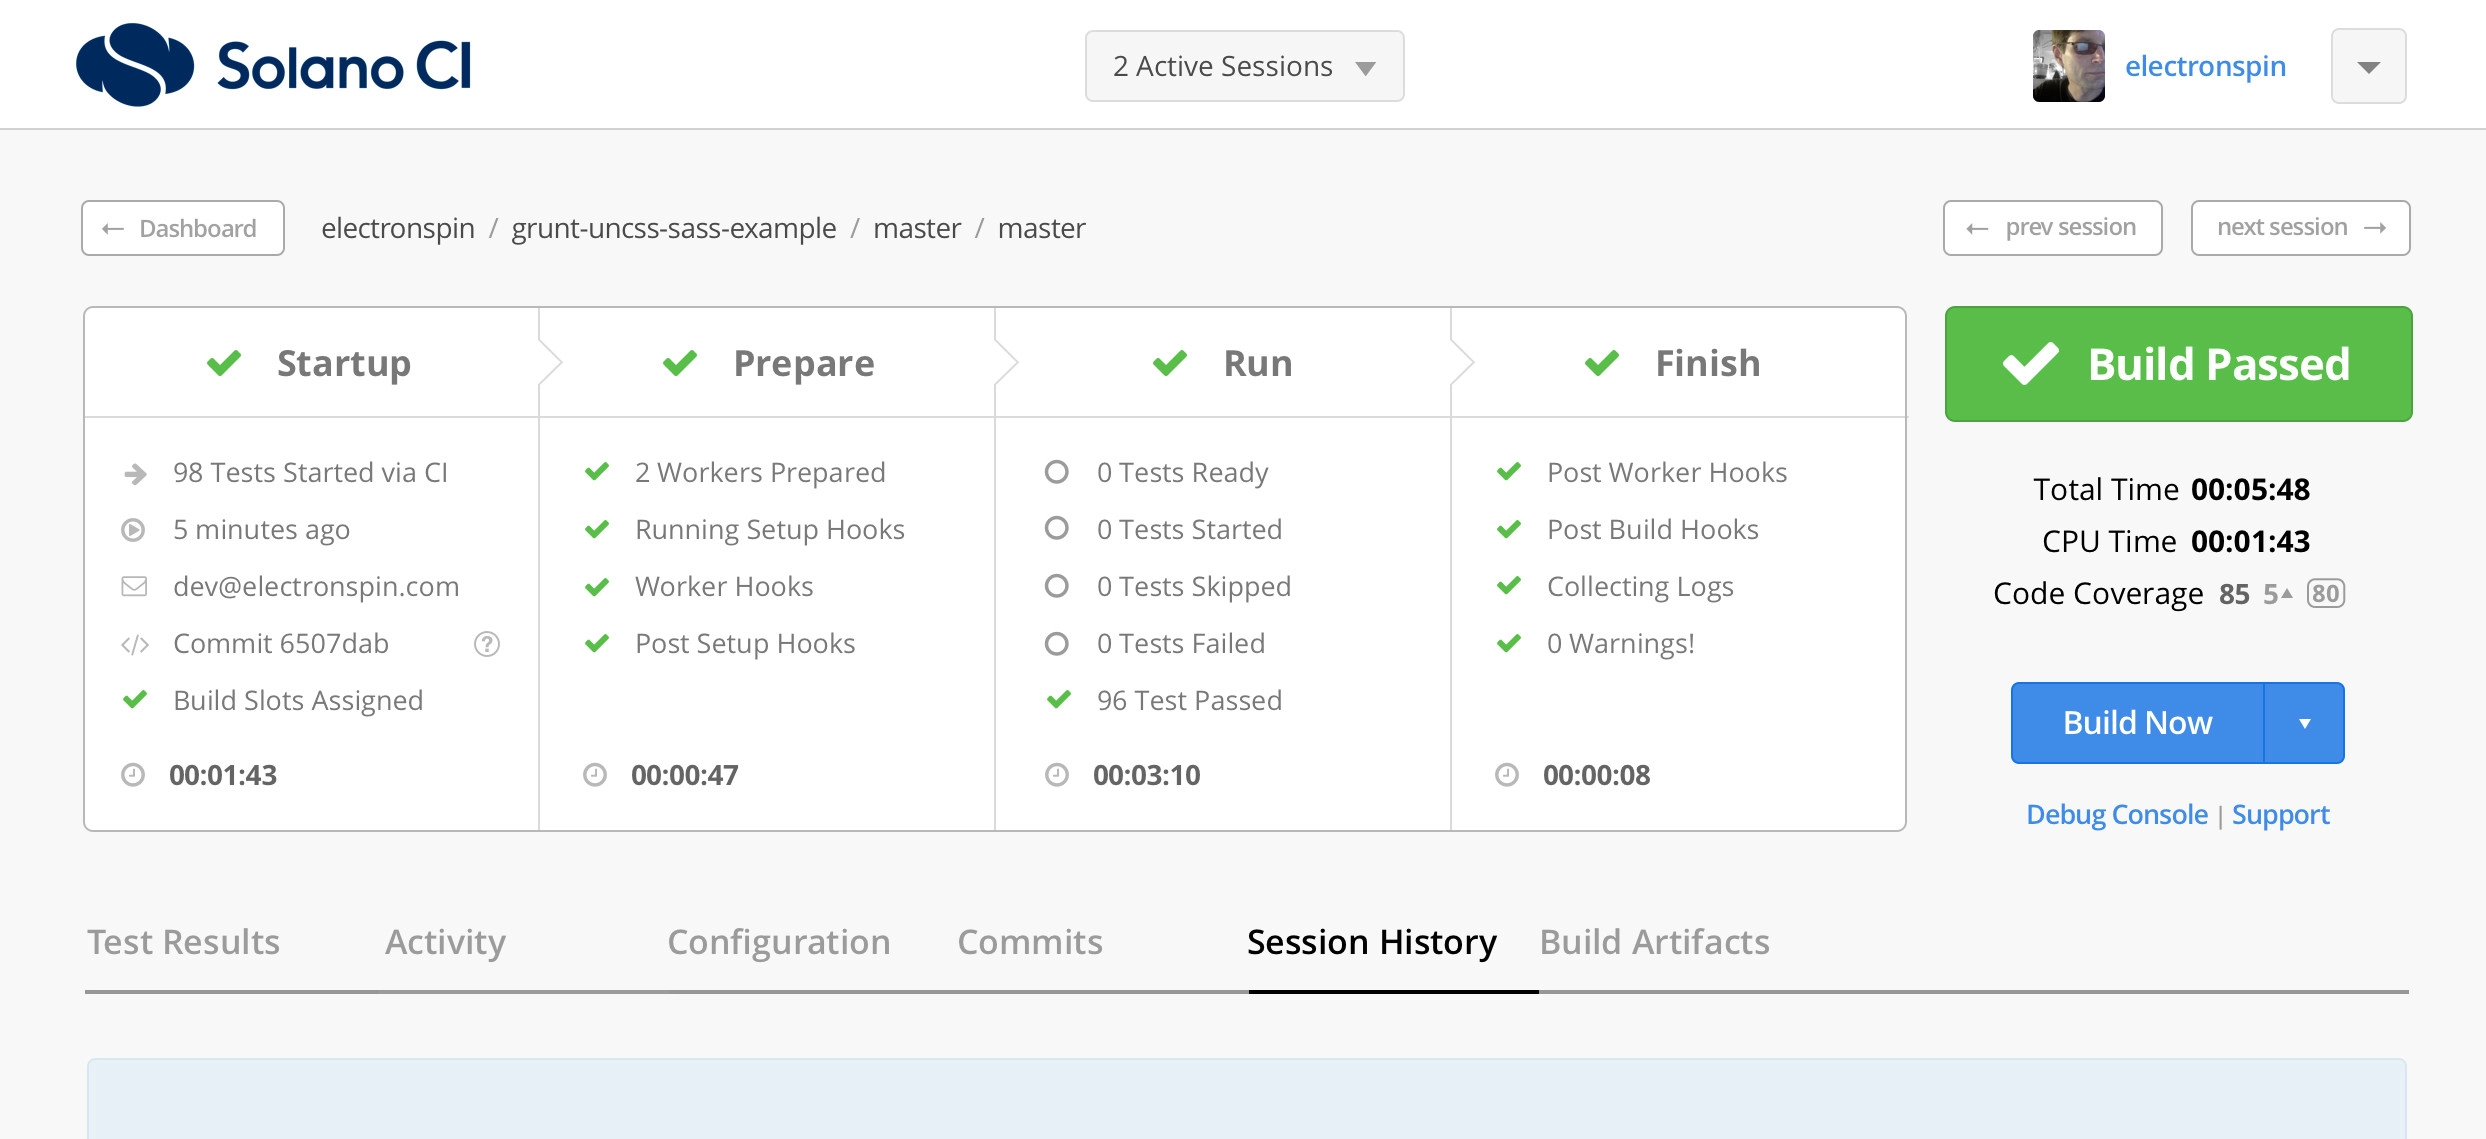 Solano CI
2 Active Sessions
electronspin
Dashboard
electronspin / grunt-uncss-sass-example / master / master
prev session
next session
Startup
98 Tests Started via CI
5 minutes ago
dev@electronspin.com
Commit 6507dab
?
Build Slots Assigned
00:01:43
Prepare
2 Workers Prepared
Running Setup Hooks
Worker Hooks
Post Setup Hooks
00:00:47
Run
0 Tests Ready
0 Tests Started
0 Tests Skipped
0 Tests Failed
96 Test Passed
00:03:10
Finish
Post Worker Hooks
Post Build Hooks
Collecting Logs
0 Warnings!
00:00:08
Build Passed
Total Time 00:05:48
CPU Time 00:01:43
Code Coverage 85 5 80
Build Now
Debug Console | Support
Test Results
Activity
Configuration
Commits
Session History
Build Artifacts